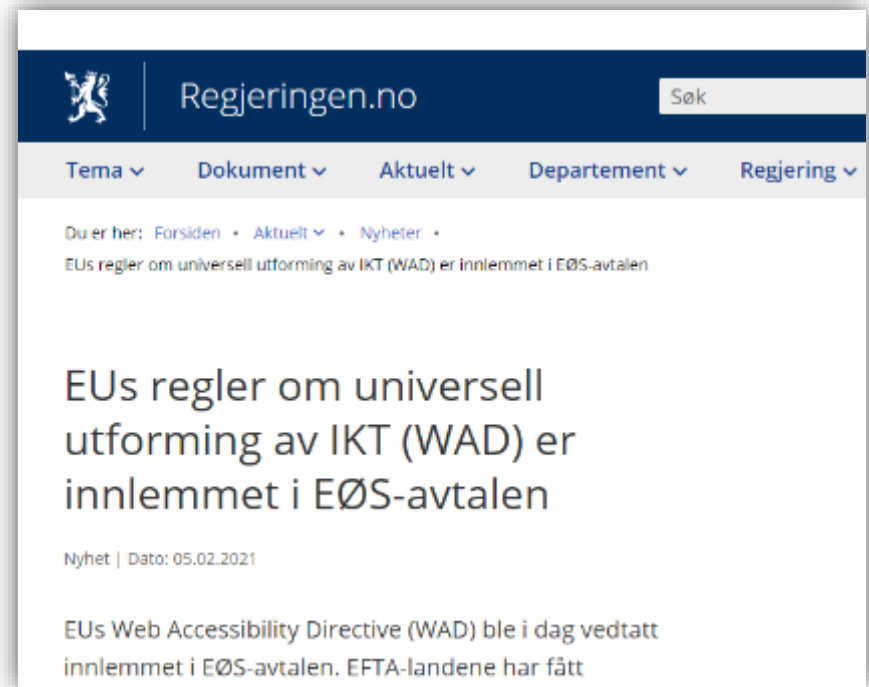 Regjeringen.no
Søk
Tema Dokument Aktuelt Departement Regjering
Du er her: Forsiden • Aktuelt • Nyheter •
EUs regler om universell utforming av IKT (WAD) er innlemmet i EØS-avtalen
EUs regler om universell
utforming av IKT (WAD) er
innlemmet i EØS-avtalen
Nyhet | Dato: 05.02.2021
EUs Web Accessibility Directive (WAD) ble i dag vedtatt
innlemmet i EØS-avtalen. EFTA-landene har fått